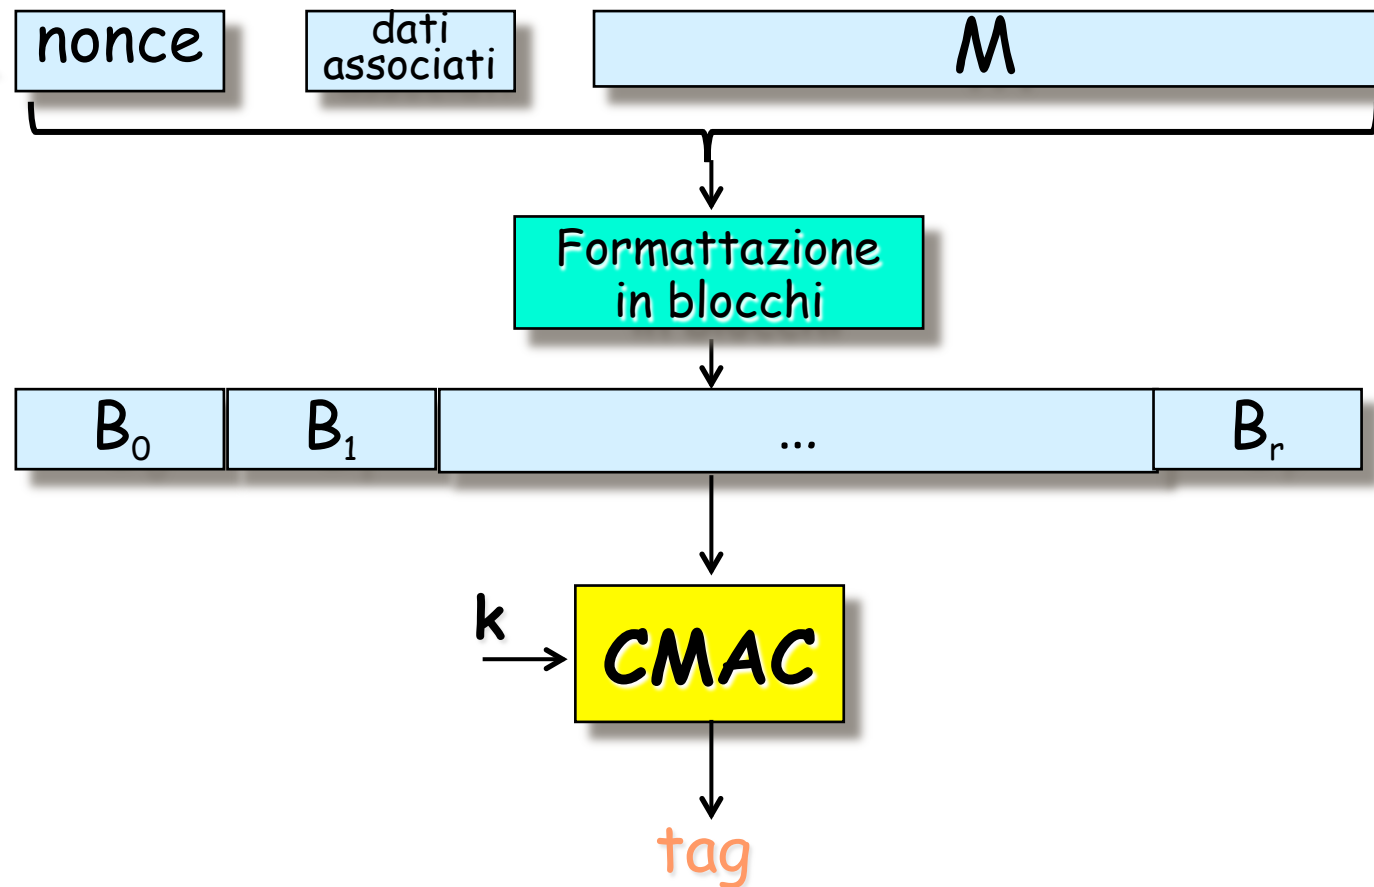 nonce
dati
associati
M
Formattazione
in blocchi
B₀
B₁
...
Bᵣ
k
CMAC
tag